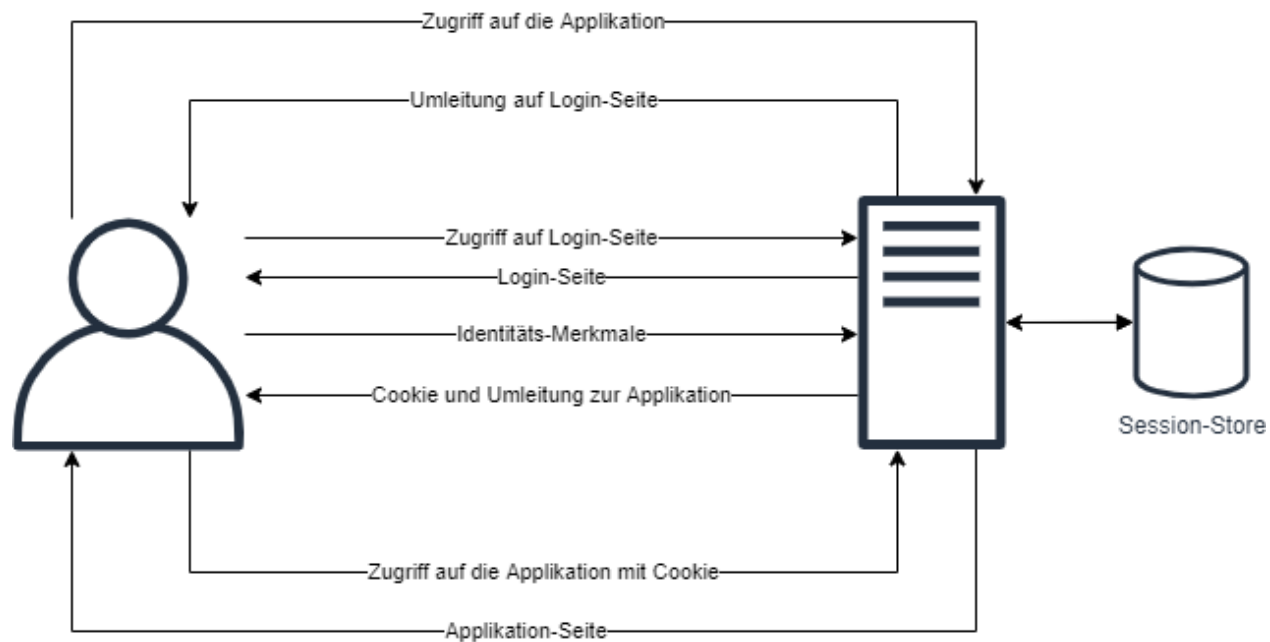 Zugriff auf die Applikation
Umleitung auf Login-Seite
Zugriff auf Login-Seite
Login-Seite
Identitäts-Merkmale
Cookie und Umleitung zur Applikation
Session-Store
Zugriff auf die Applikation mit Cookie
Applikation-Seite